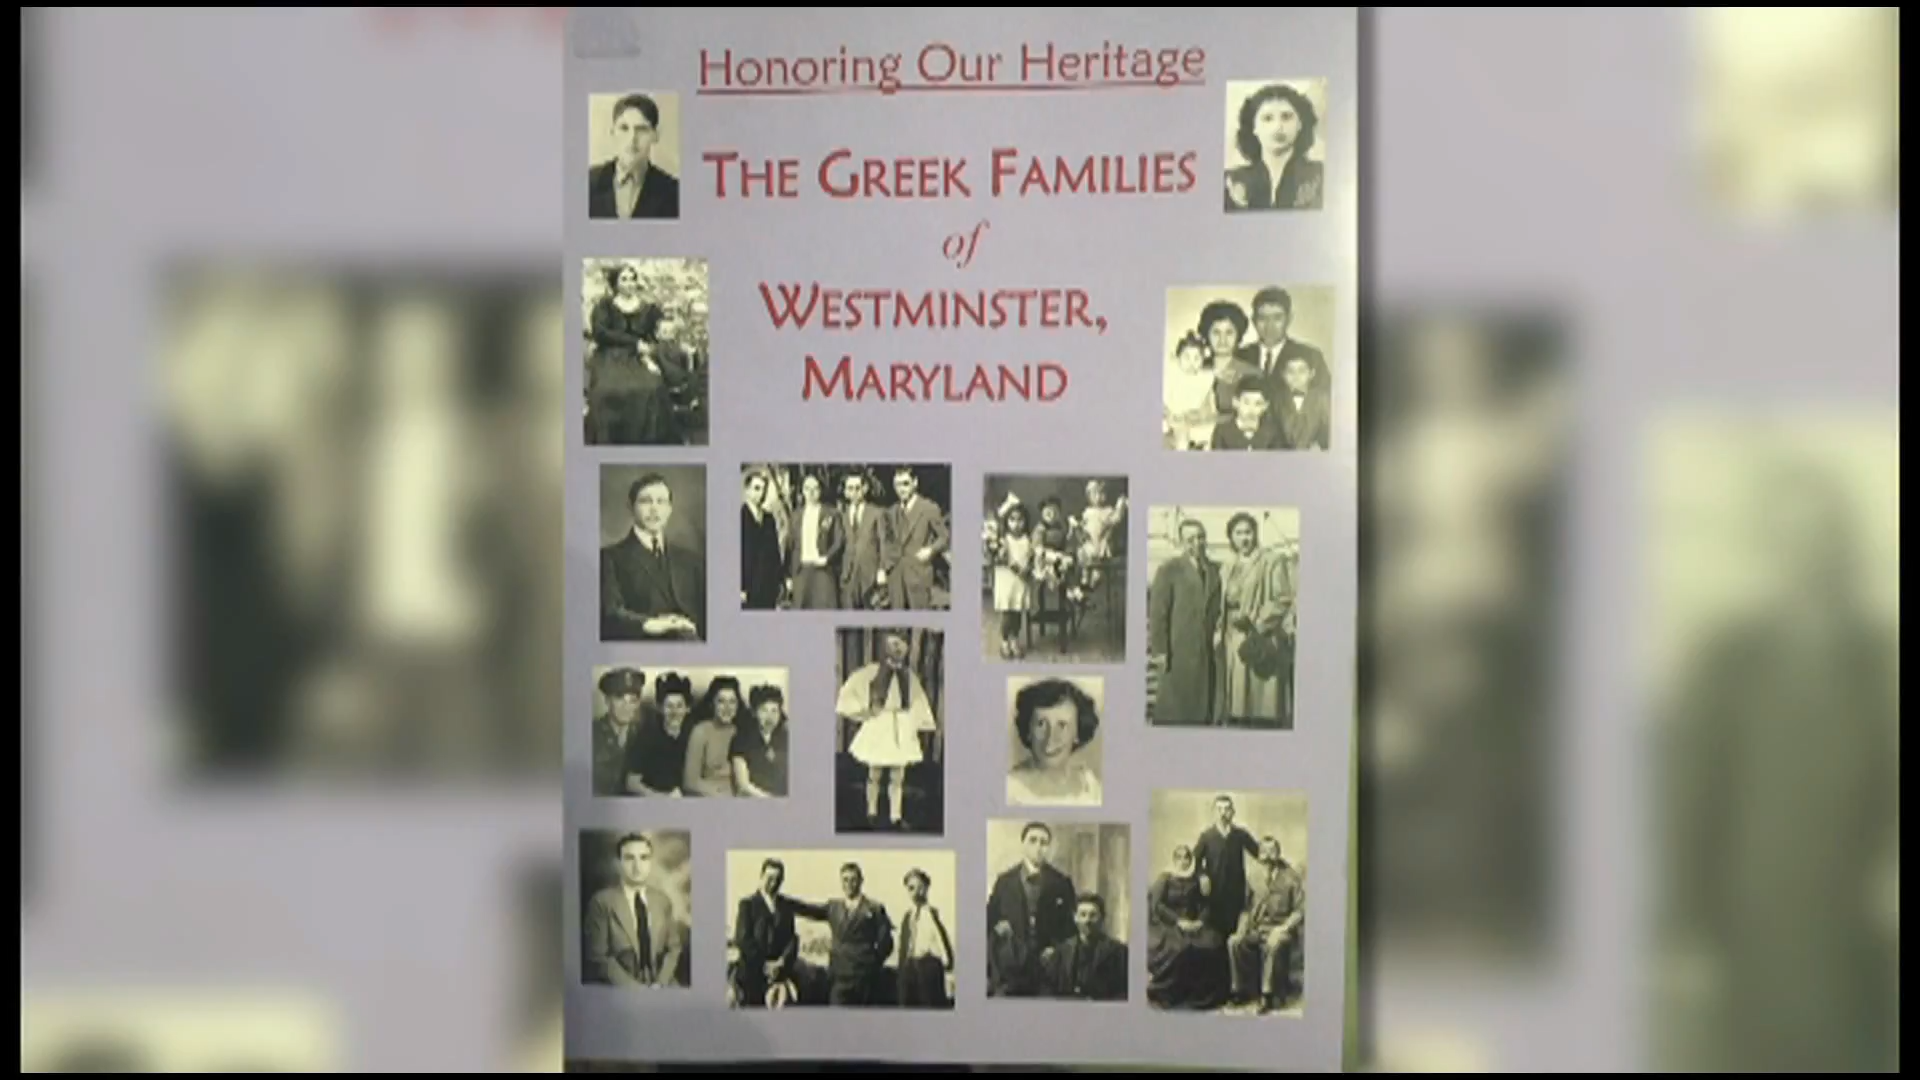 Honoring Our Heritage
THE GREEK FAMILIES
of
WESTMINSTER,
MARYLAND